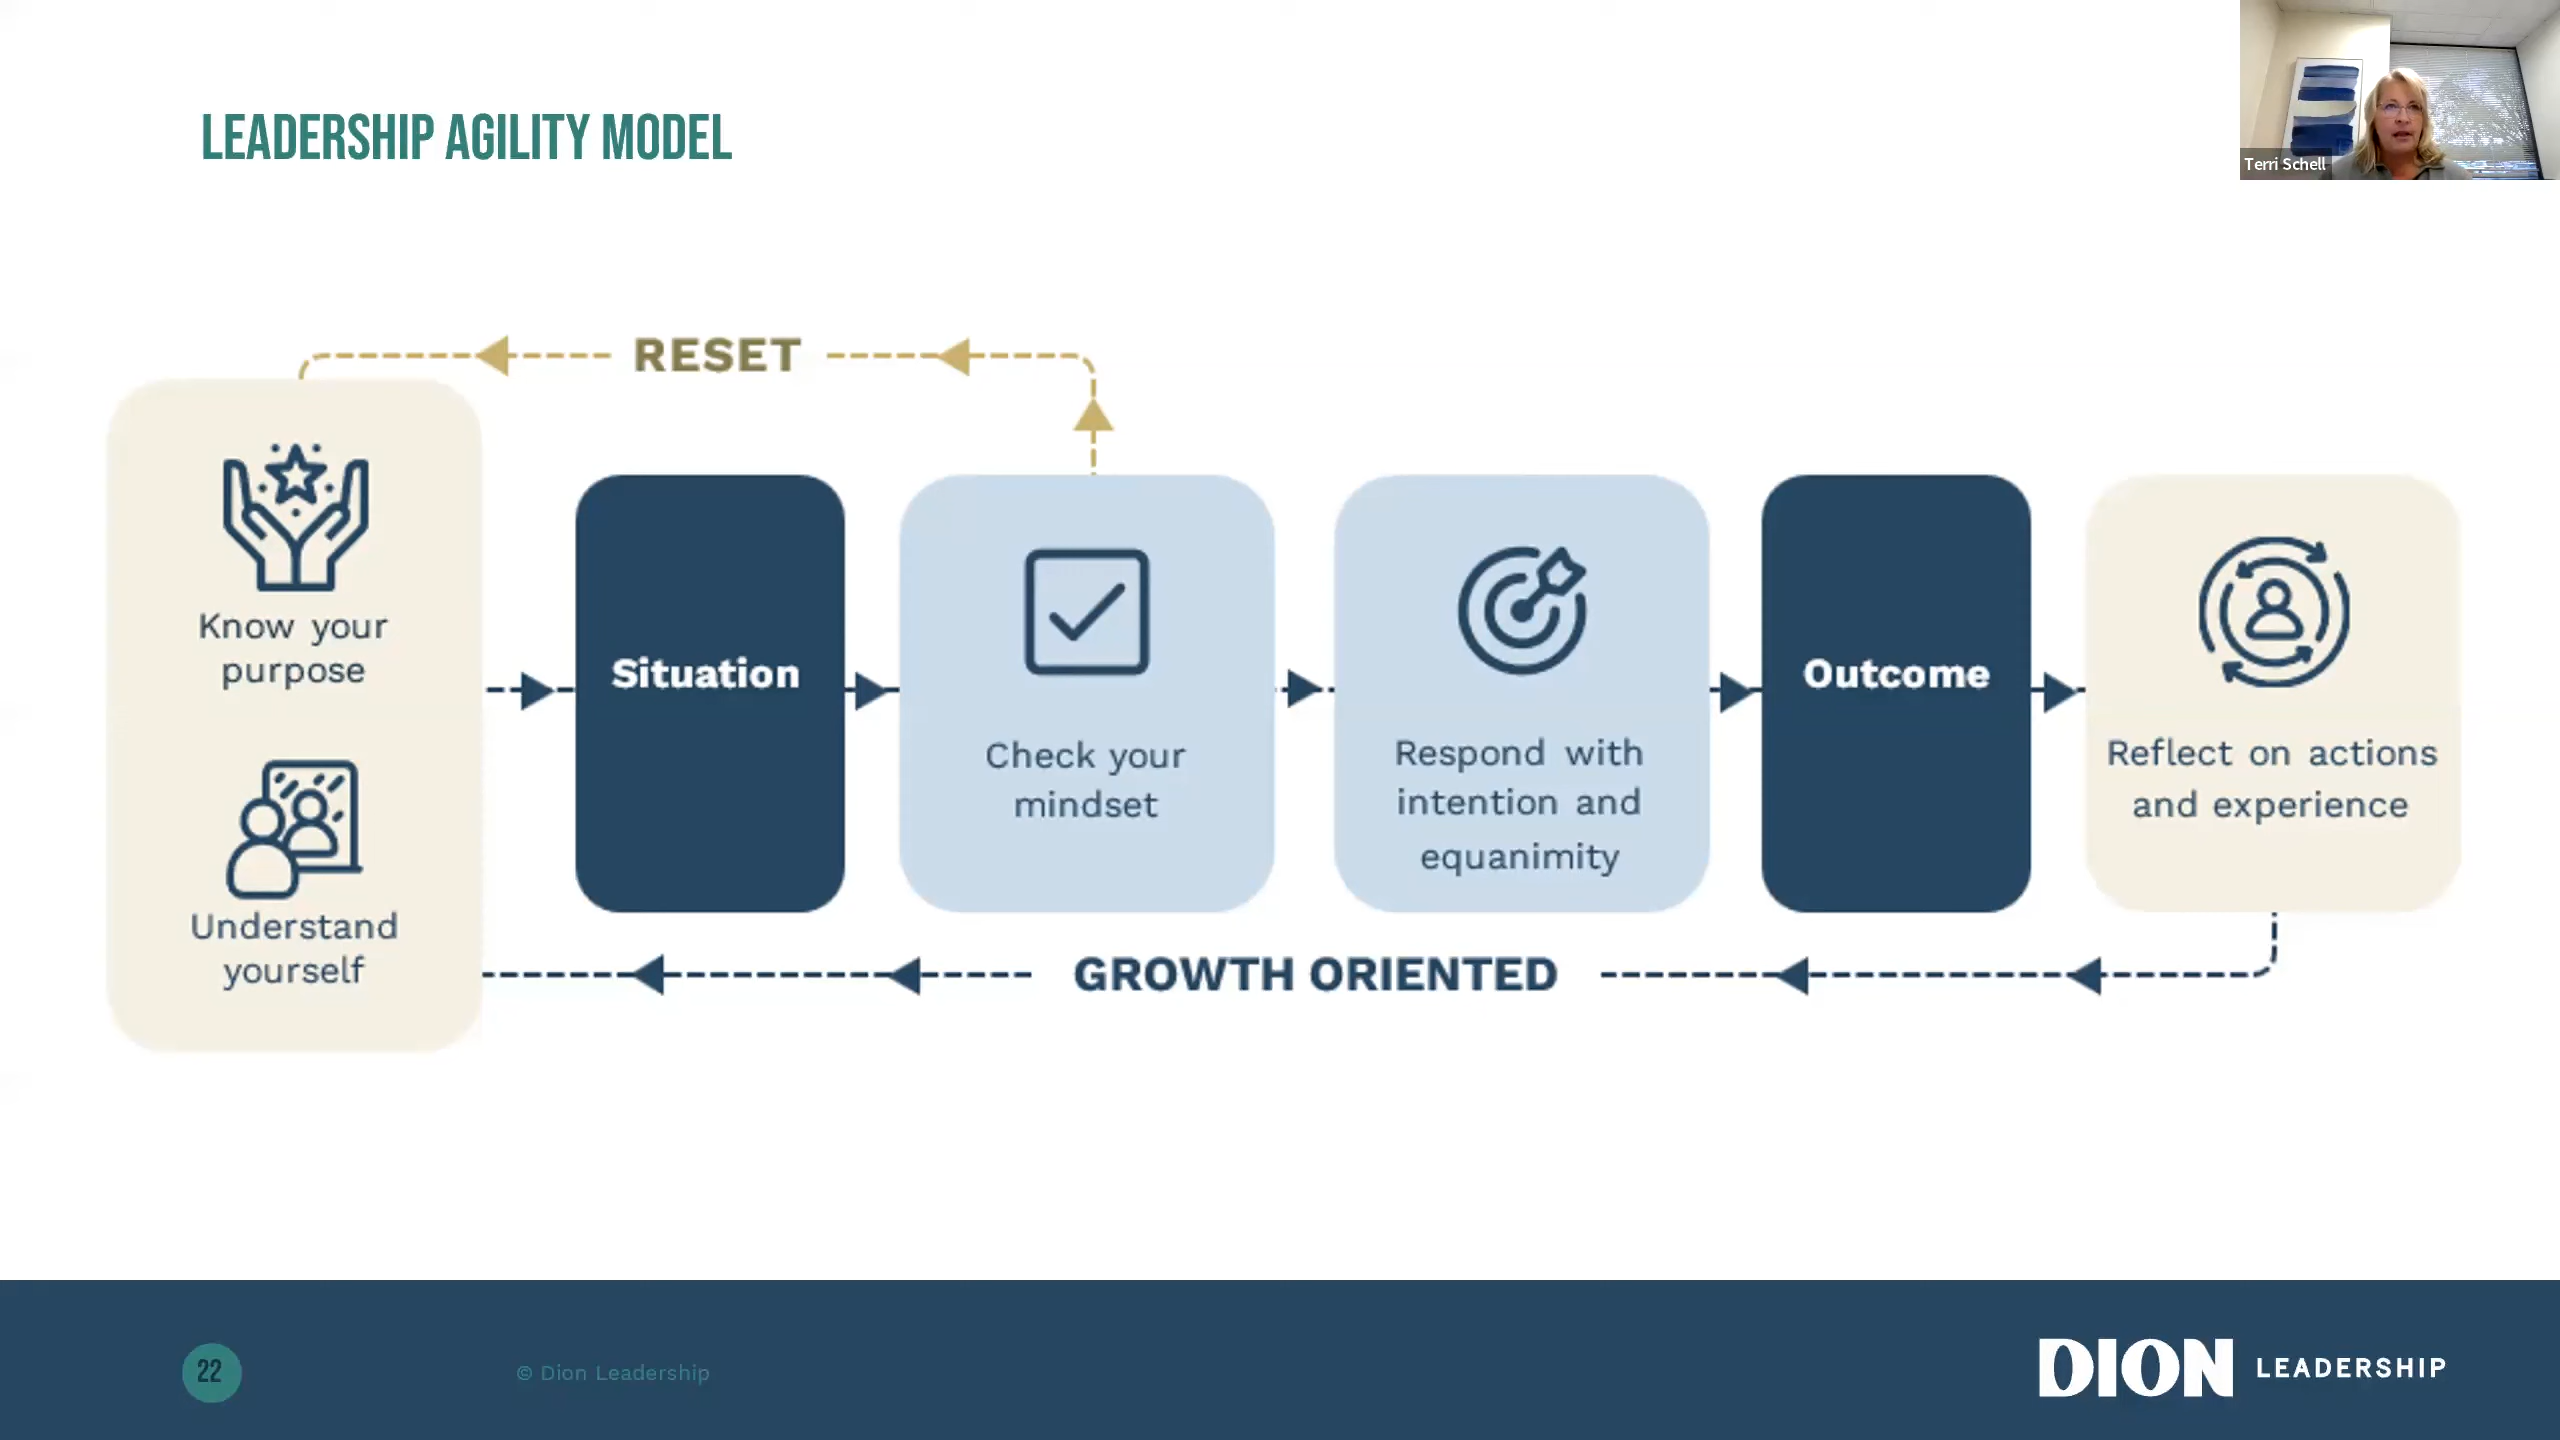 LEADERSHIP AGILITY MODEL
Terri Schell
RESET
Know your
purpose
Understand
yourself
Situation
Check your
mindset
Respond with
intention and
equanimity
Outcome
Reflect on actions
and experience
GROWTH ORIENTED
22
© Dion Leadership
DION LEADERSHIP